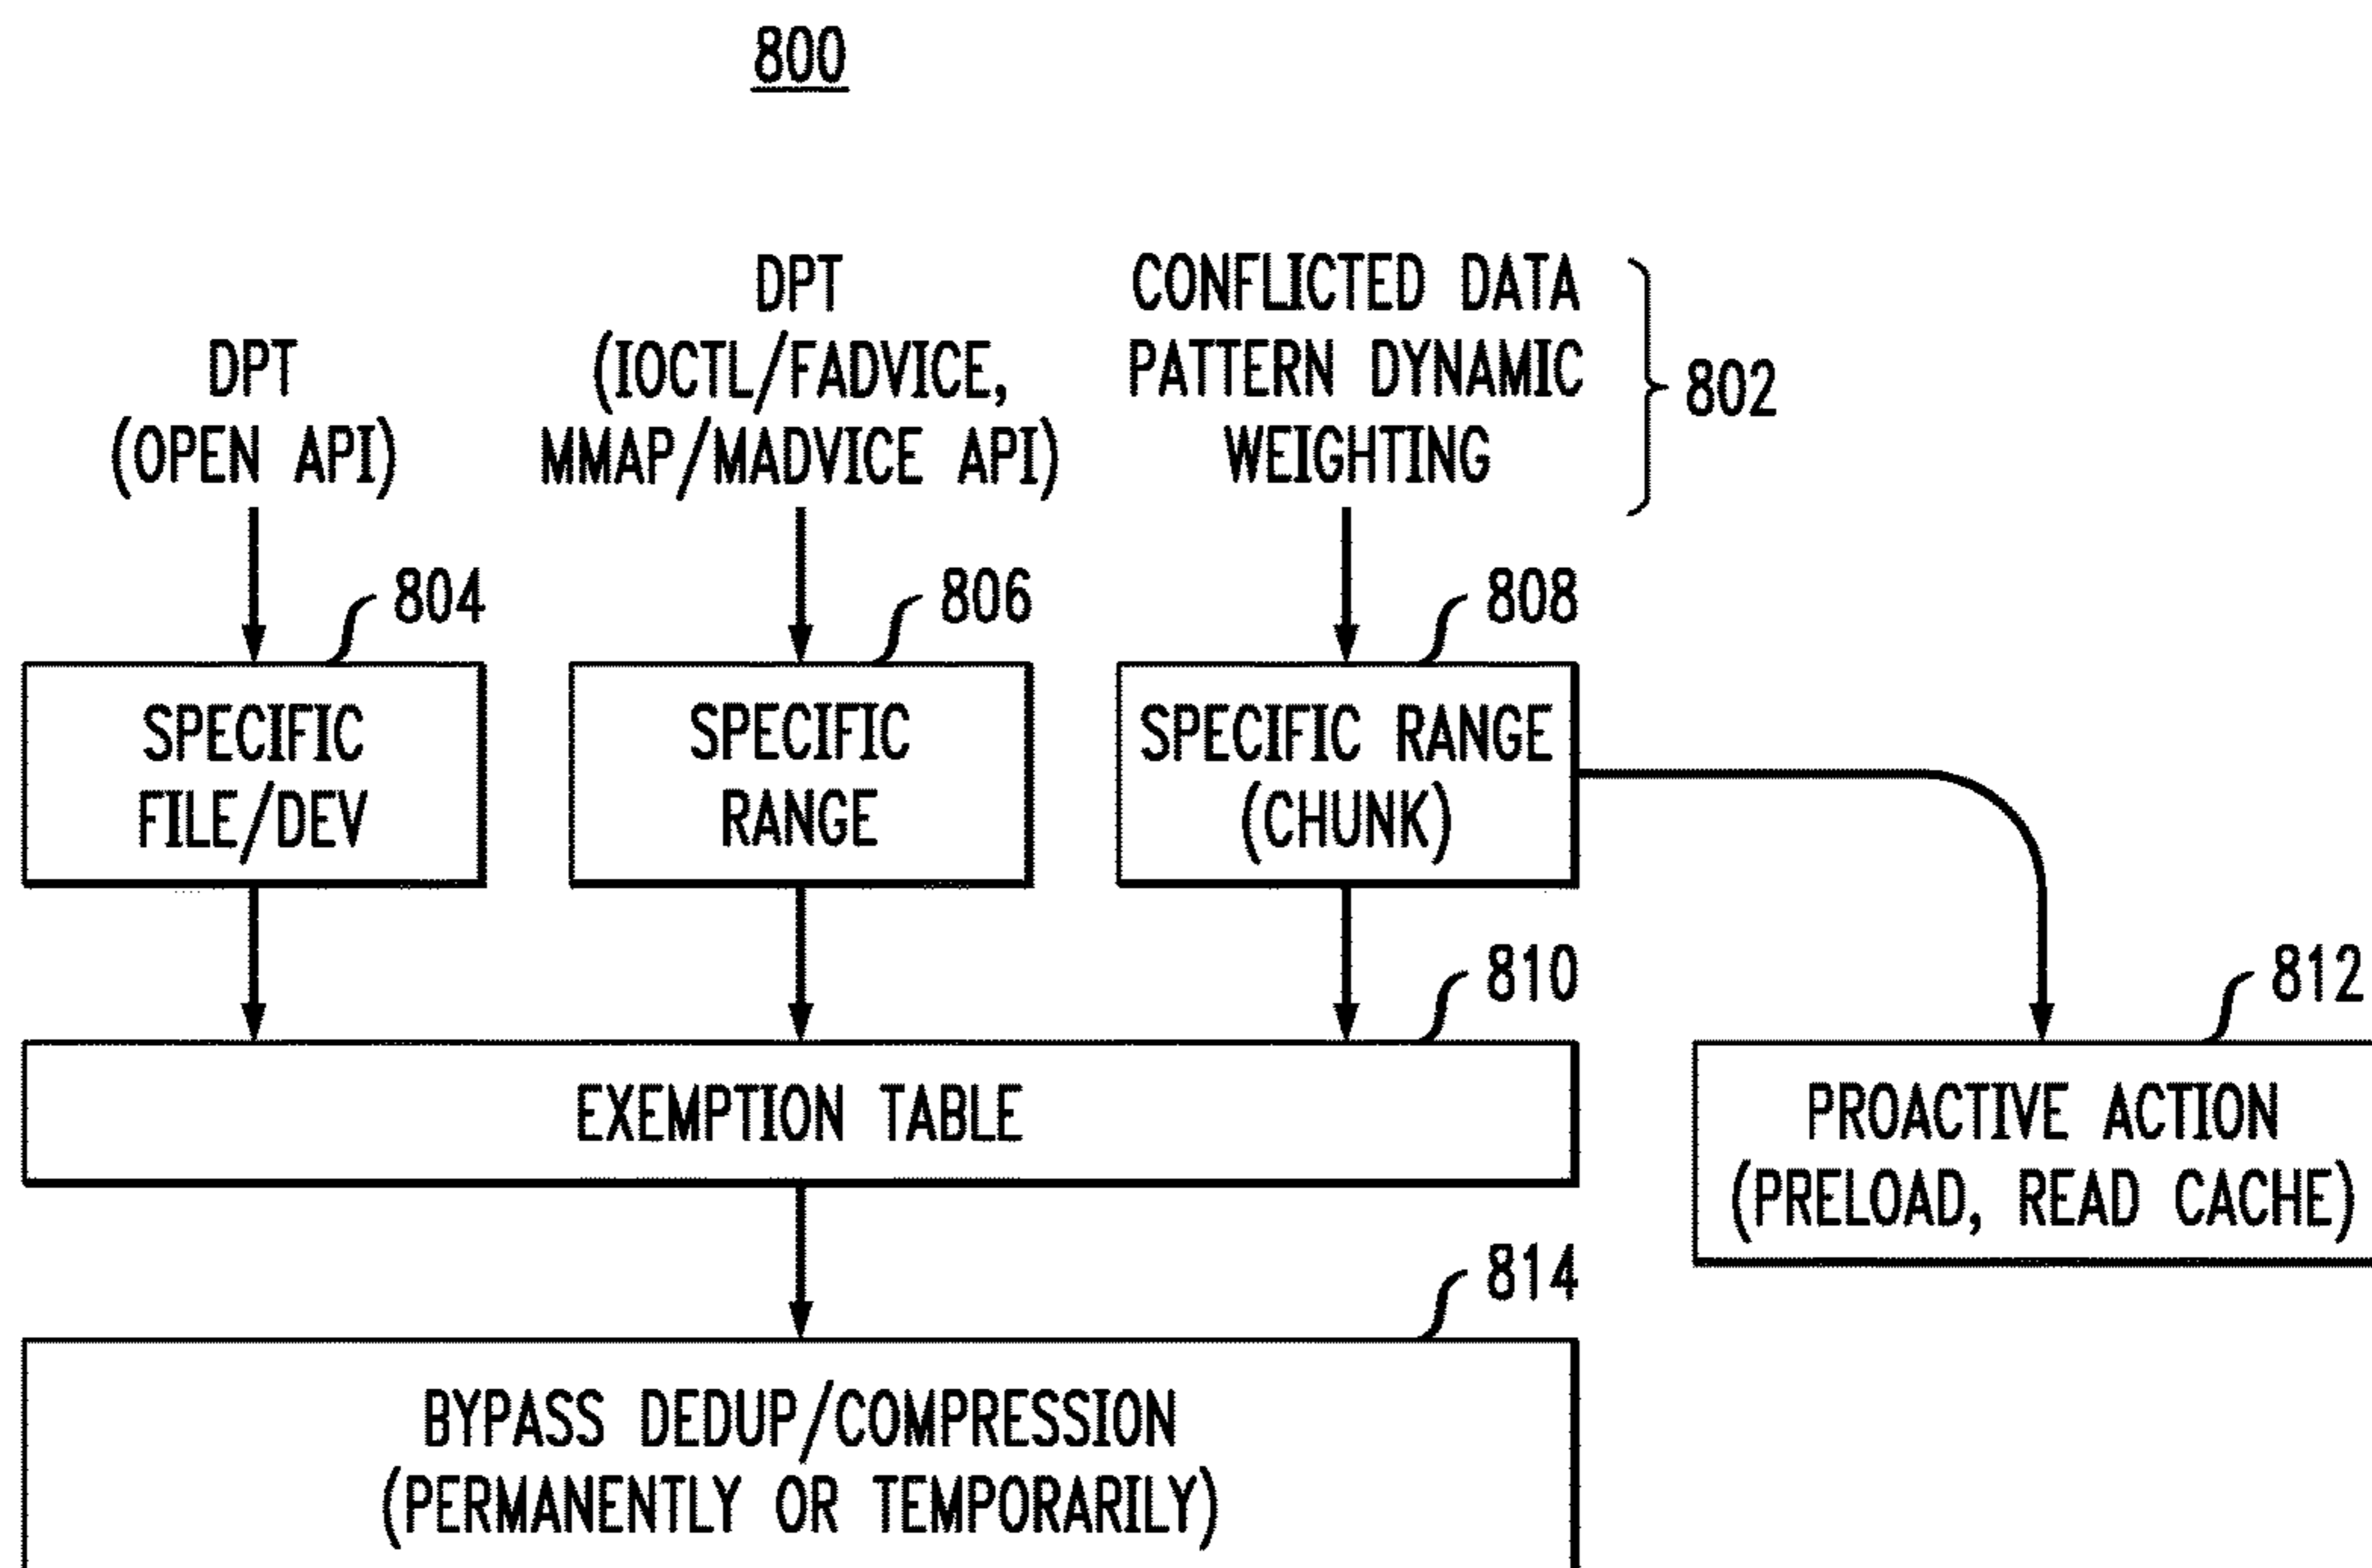 800
DPT
(OPEN API)
DPT
(IOCTL/FADVICE,
MMAP/MADVICE API)
CONFLICTED DATA
PATTERN DYNAMIC
WEIGHTING
802
804
806
808
SPECIFIC
FILE/DEV
SPECIFIC
RANGE
SPECIFIC RANGE
(CHUNK)
810
812
EXEMPTION TABLE
PROACTIVE ACTION
(PRELOAD, READ CACHE)
814
BYPASS DEDUP/COMPRESSION
(PERMANENTLY OR TEMPORARILY)